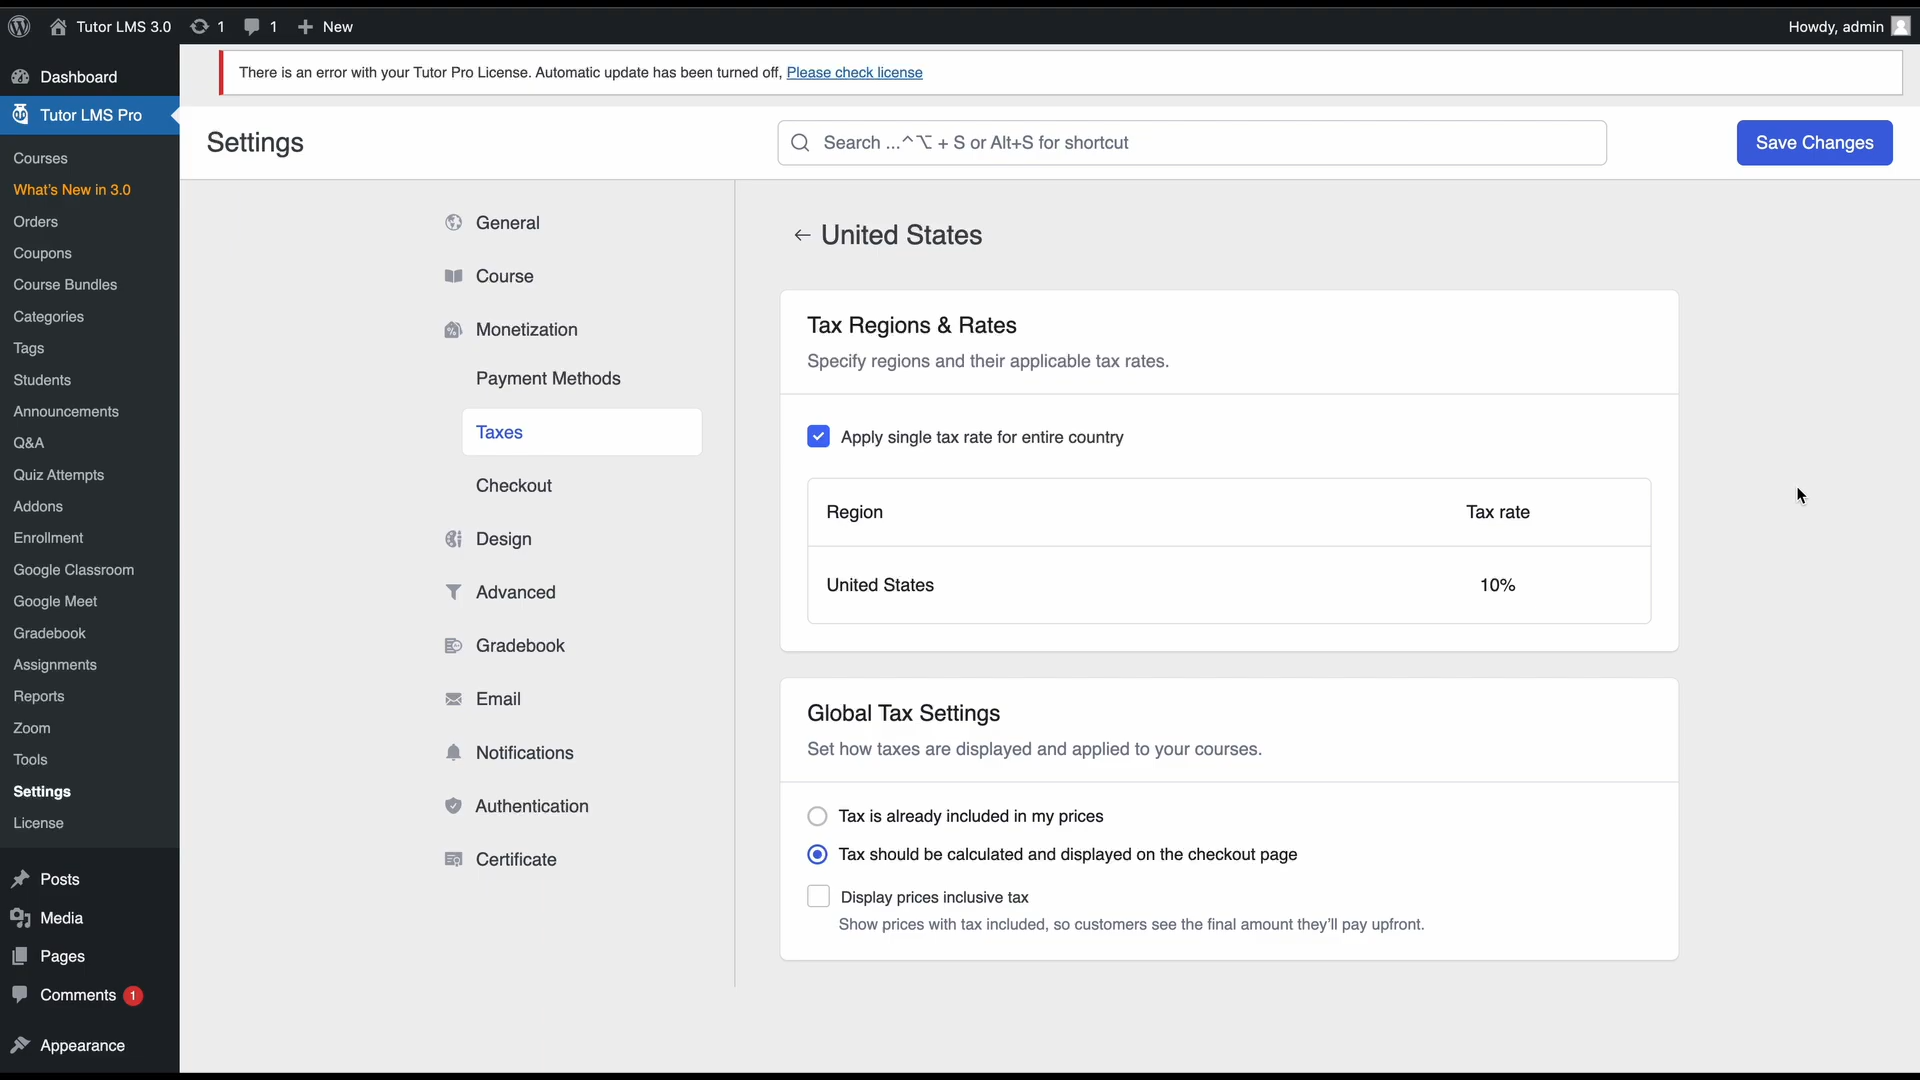 Tutor LMS 3.0
1
1
New
Howdy, admin
There is an error with your Tutor Pro License. Automatic update has been turned off, Please check license
Dashboard
Tutor LMS Pro
Courses
What's New in 3.0
Orders
Coupons
Course Bundles
Categories
Tags
Students
Announcements
Q&A
Quiz Attempts
Addons
Enrollment
Google Classroom
Google Meet
Gradebook
Assignments
Reports
Zoom
Tools
Settings
License
Posts
Media
Pages
Comments 1
Appearance
Settings
Search ...^⌥ + S or Alt+S for shortcut
Save Changes
General
Course
Monetization
Payment Methods
Taxes
Checkout
Design
Advanced
Gradebook
Email
Notifications
Authentication
Certificate
← United States
Tax Regions & Rates
Specify regions and their applicable tax rates.
Apply single tax rate for entire country
Region Tax rate
United States 10%
Global Tax Settings
Set how taxes are displayed and applied to your courses.
Tax is already included in my prices
Tax should be calculated and displayed on the checkout page
Display prices inclusive tax
Show prices with tax included, so customers see the final amount they'll pay upfront.